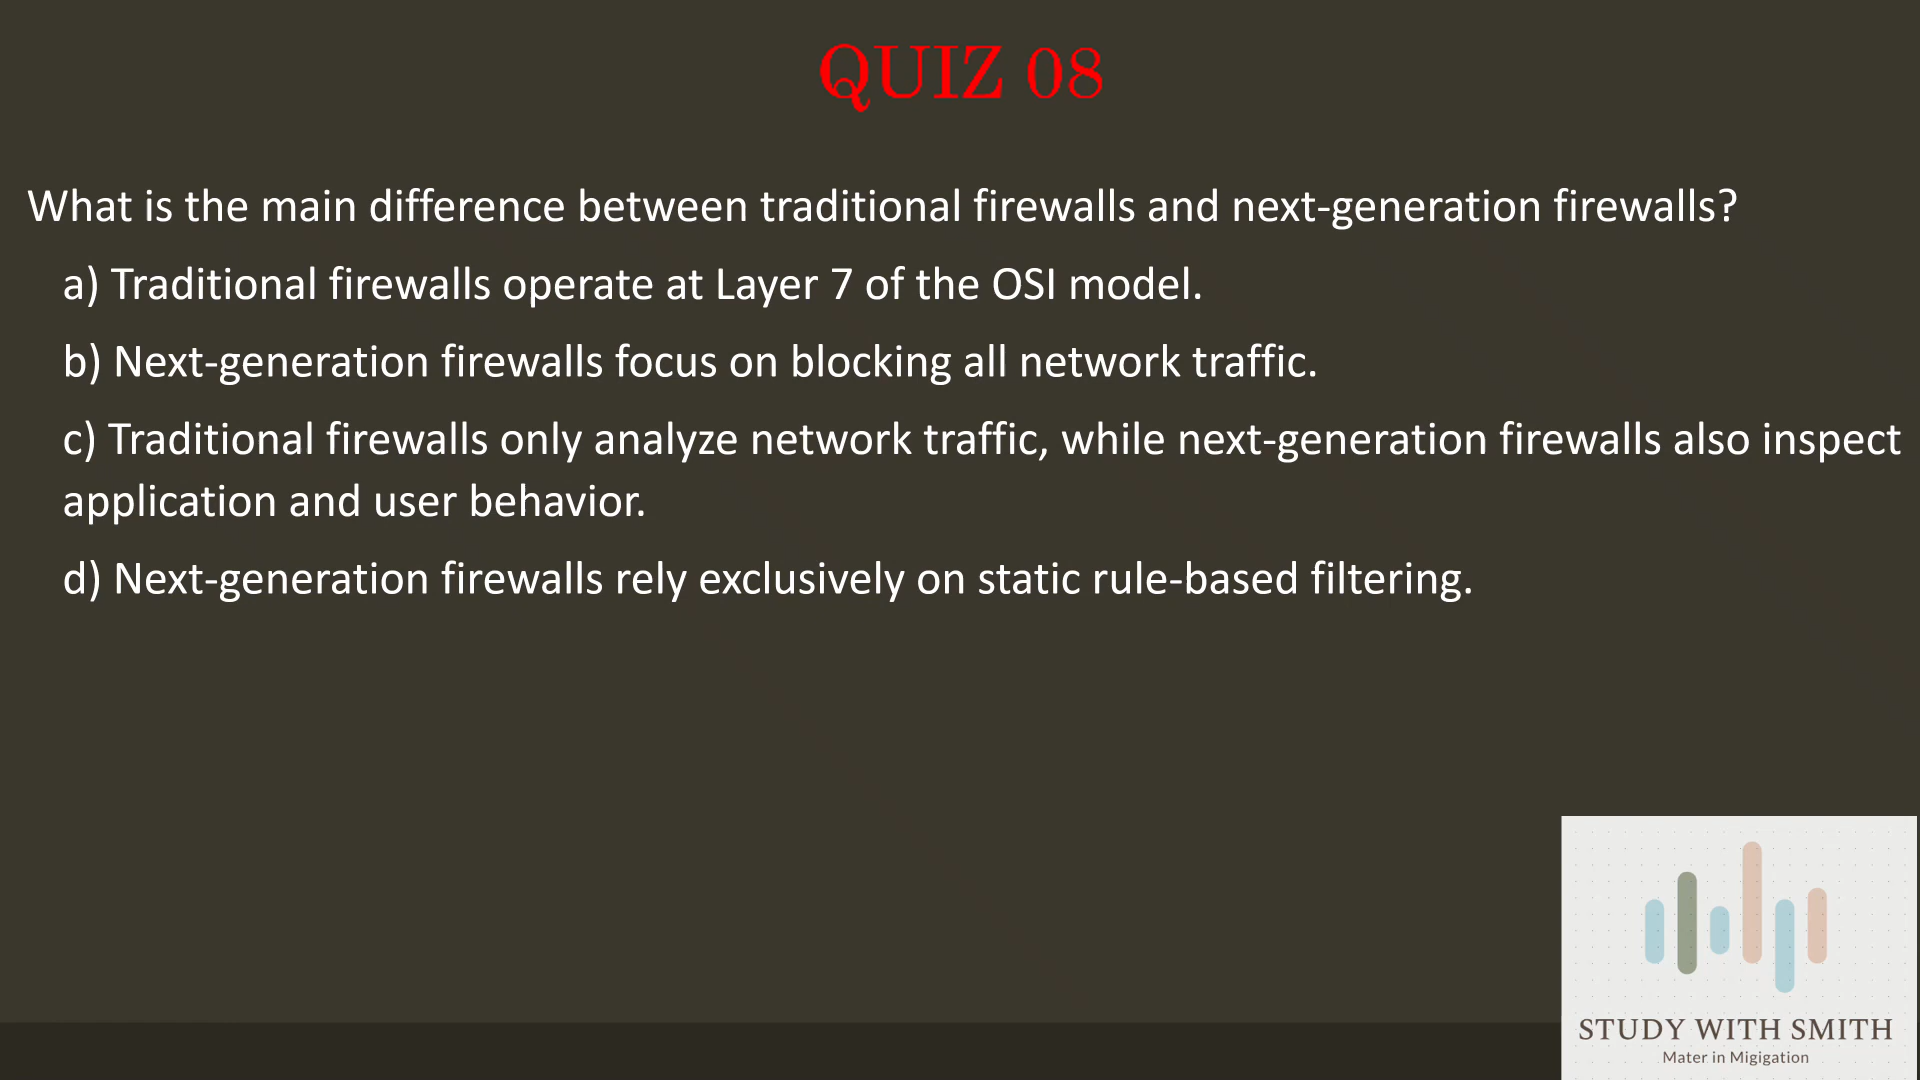 QUIZ 08
What is the main difference between traditional firewalls and next-generation firewalls?
a) Traditional firewalls operate at Layer 7 of the OSI model.
b) Next-generation firewalls focus on blocking all network traffic.
c) Traditional firewalls only analyze network traffic, while next-generation firewalls also inspect
application and user behavior.
d) Next-generation firewalls rely exclusively on static rule-based filtering.
STUDY WITH SMITH
Mater in Migigation